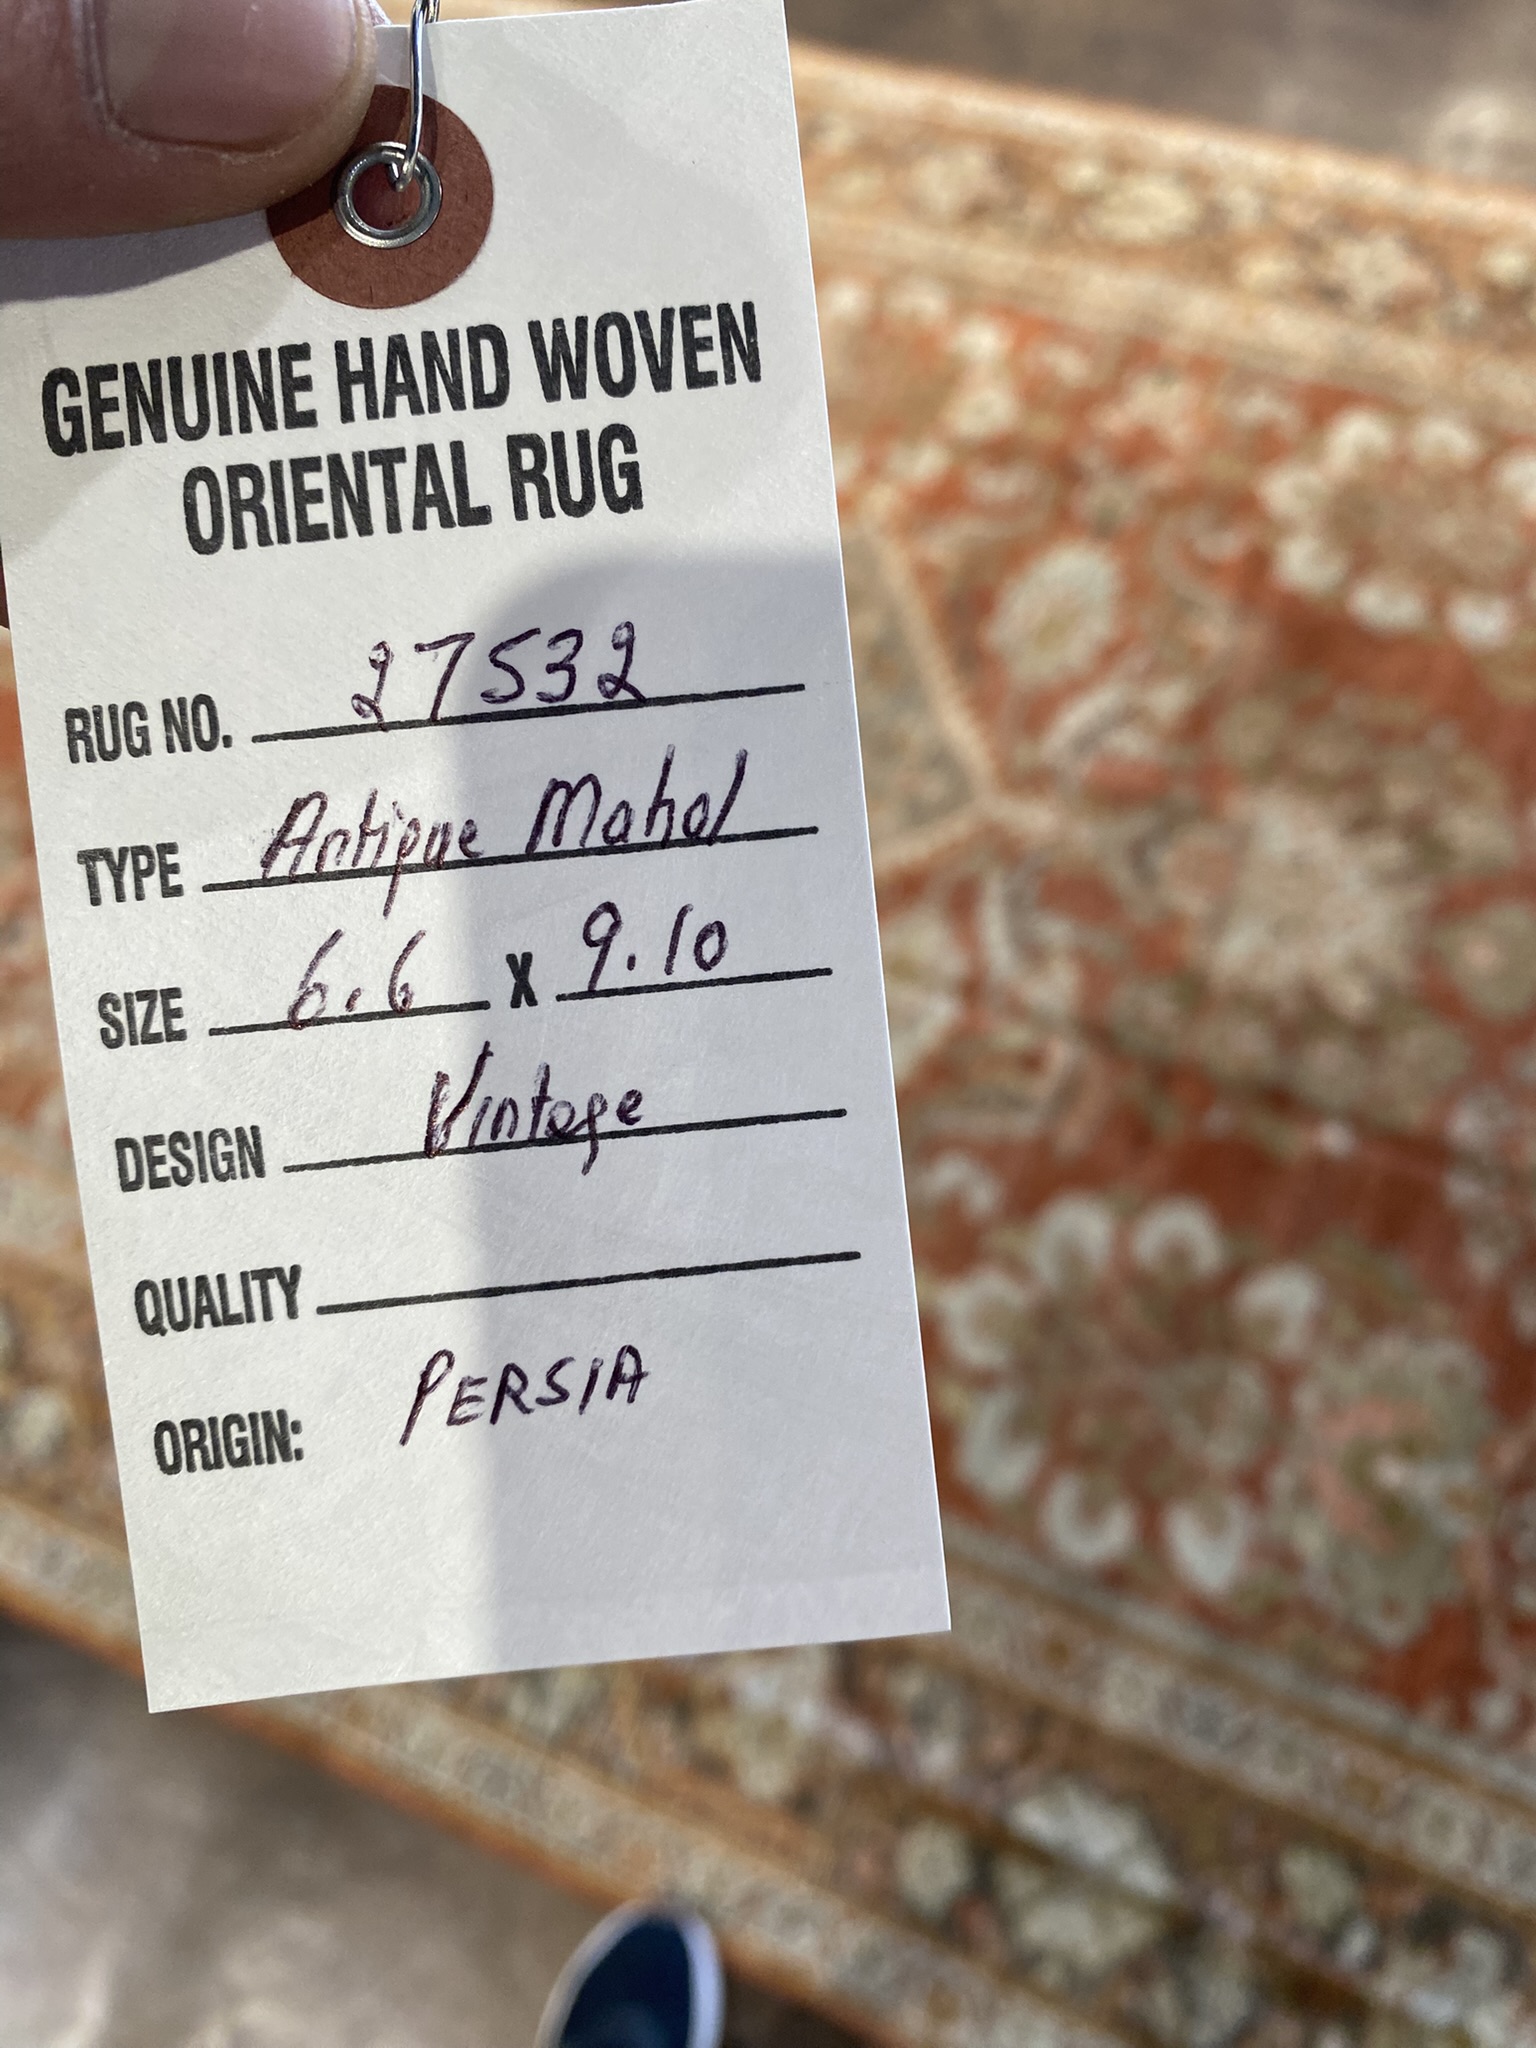 GENUINE HAND WOVEN
ORIENTAL RUG
RUG NO. 27532
TYPE Antique Mahal
SIZE 6.6 X 9.10
DESIGN Vintage
QUALITY
ORIGIN: PERSIA